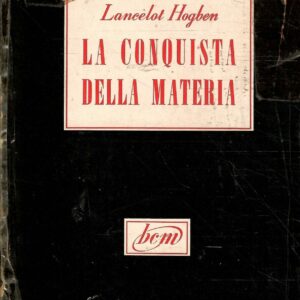 Lancelot Hogben
LA CONQUISTA
DELLA MATERIA
bcm